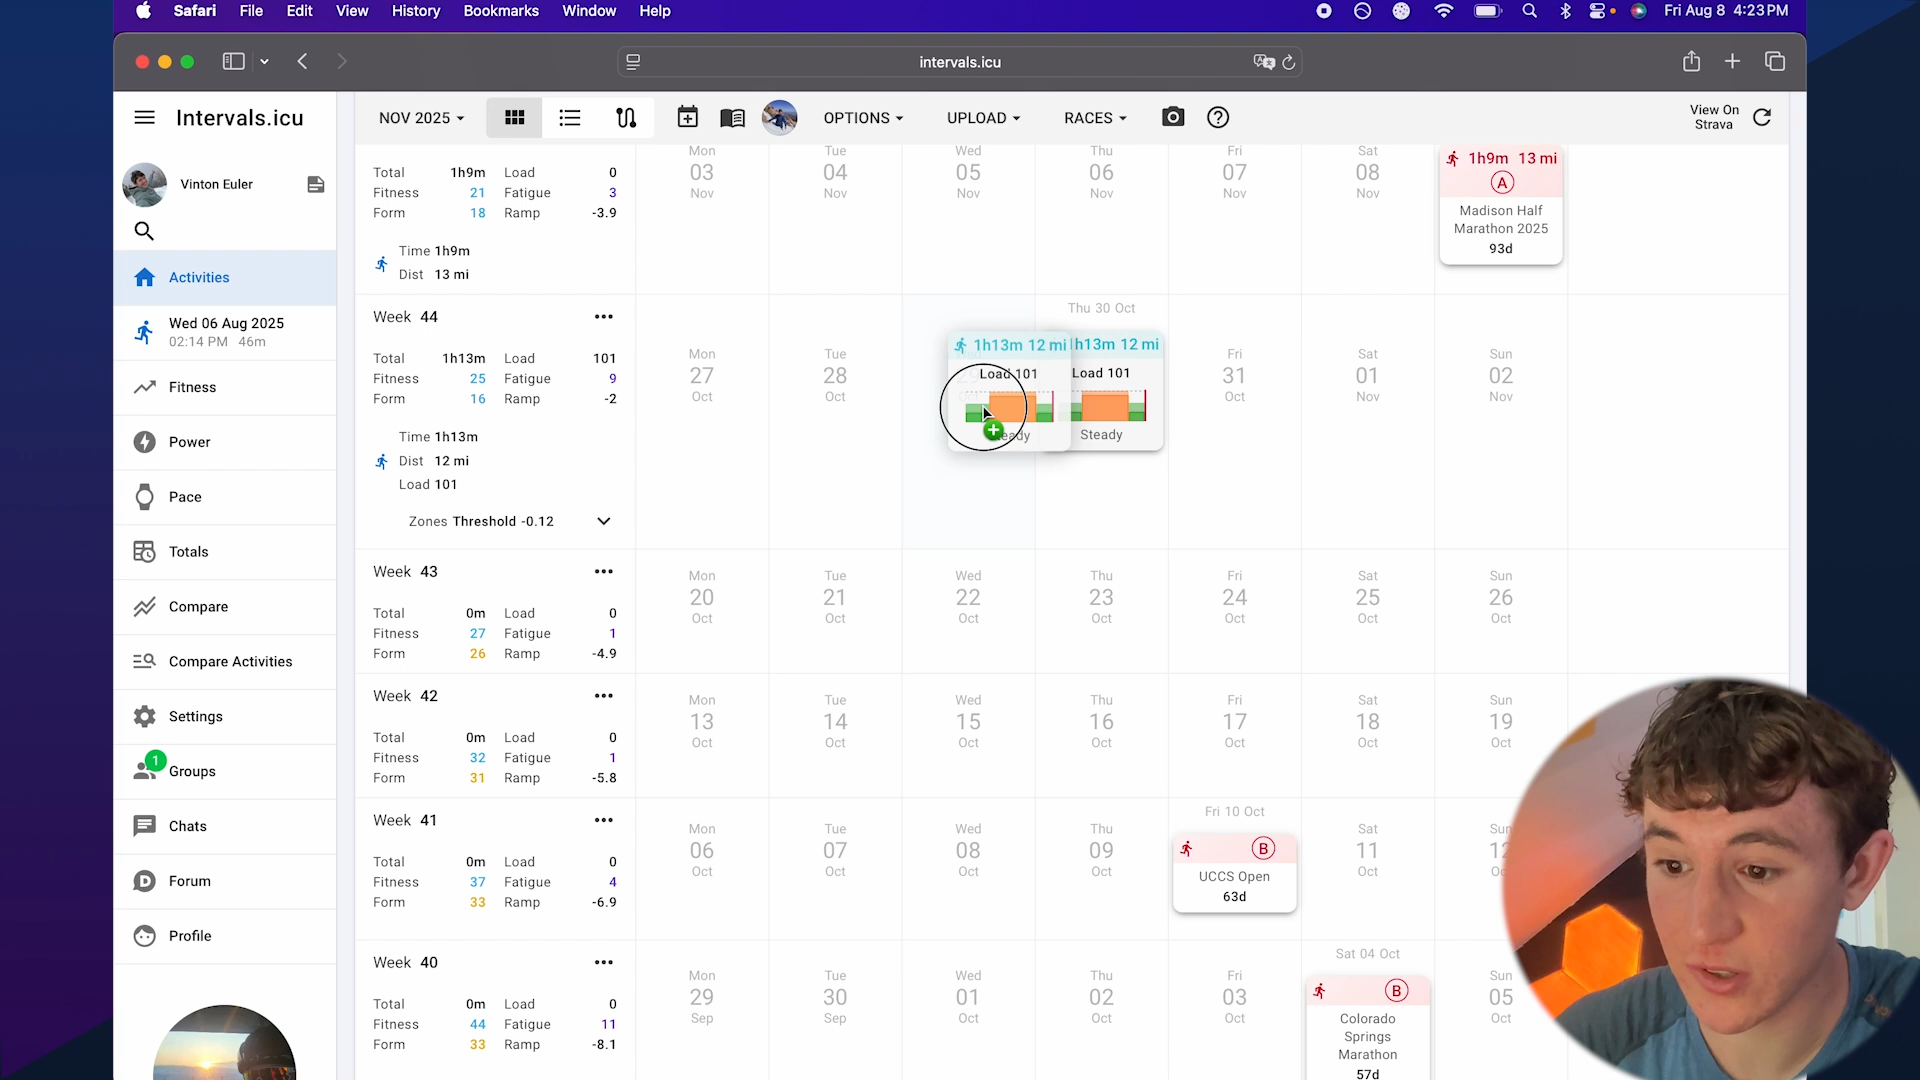 Safari File Edit View History Bookmarks Window Help
Fri Aug 8 4:23 PM
intervals.icu
Intervals.icu
NOV 2025
OPTIONS
UPLOAD
RACES
View On
Strava
Vinton Euler
Activities
Wed 06 Aug 2025
02:14 PM 46m
Fitness
Power
Pace
Totals
Compare
Compare Activities
Settings
1
Groups
Chats
Forum
Profile
Total 1h9m Load 0
Fitness 21 Fatigue 3
Form 18 Ramp -3.9
Time 1h9m
Dist 13 mi
Mon
03
Nov
Tue
04
Nov
Wed
05
Nov
Thu
06
Nov
Fri
07
Nov
Sat
08
Nov
1h9m 13 mi
A
Madison Half
Marathon 2025
93d
Week 44
Total 1h13m Load 101
Fitness 25 Fatigue 9
Form 16 Ramp -2
Time 1h13m
Dist 12 mi
Load 101
Zones Threshold -0.12
Mon
27
Oct
Tue
28
Oct
1h13m 12 mi
Load 101
Thu 30 Oct
h13m 12 mi
Load 101
Steady
Fri
31
Oct
Sat
01
Nov
Sun
02
Nov
Week 43
Total 0m Load 0
Fitness 27 Fatigue 1
Form 26 Ramp -4.9
Mon
20
Oct
Tue
21
Oct
Wed
22
Oct
Thu
23
Oct
Fri
24
Oct
Sat
25
Oct
Sun
26
Oct
Week 42
Total 0m Load 0
Fitness 32 Fatigue 1
Form 31 Ramp -5.8
Mon
13
Oct
Tue
14
Oct
Wed
15
Oct
Thu
16
Oct
Fri
17
Oct
Sat
18
Oct
Sun
19
Oct
Week 41
Total 0m Load 0
Fitness 37 Fatigue 4
Form 33 Ramp -6.9
Mon
06
Oct
Tue
07
Oct
Wed
08
Oct
Thu
09
Oct
Fri 10 Oct
B
UCCS Open
63d
Sat
11
Oct
Week 40
Total 0m Load 0
Fitness 44 Fatigue 11
Form 33 Ramp -8.1
Mon
29
Sep
Tue
30
Sep
Wed
01
Oct
Thu
02
Oct
Fri
03
Oct
Sat 04 Oct
B
Colorado
Springs
Marathon
57d
Sun
05
Oct